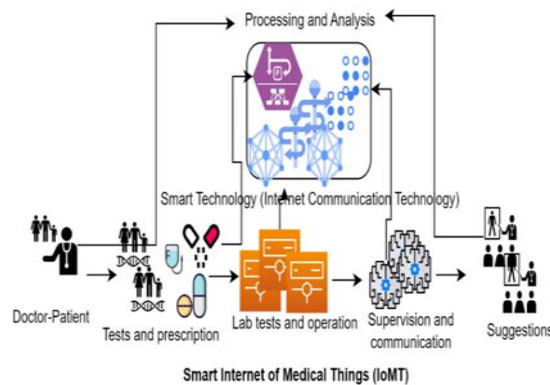 Processing and Analysis
Smart Technology (Internet Communication Technology)
Doctor-Patient
Tests and prescription
Lab tests and operation
Supervision and
communication
Suggestions
Smart Internet of Medical Things (IoMT)